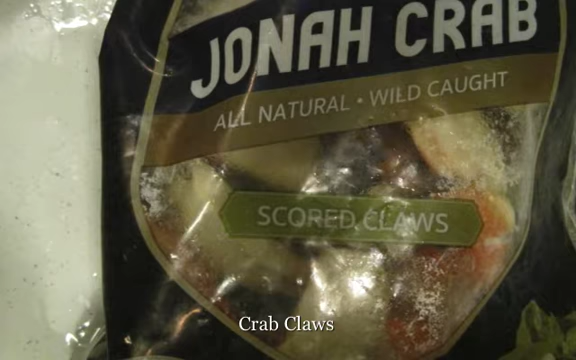 JONAH CRAB
ALL NATURAL • WILD CAUGHT
SCORED CLAWS
Crab Claws